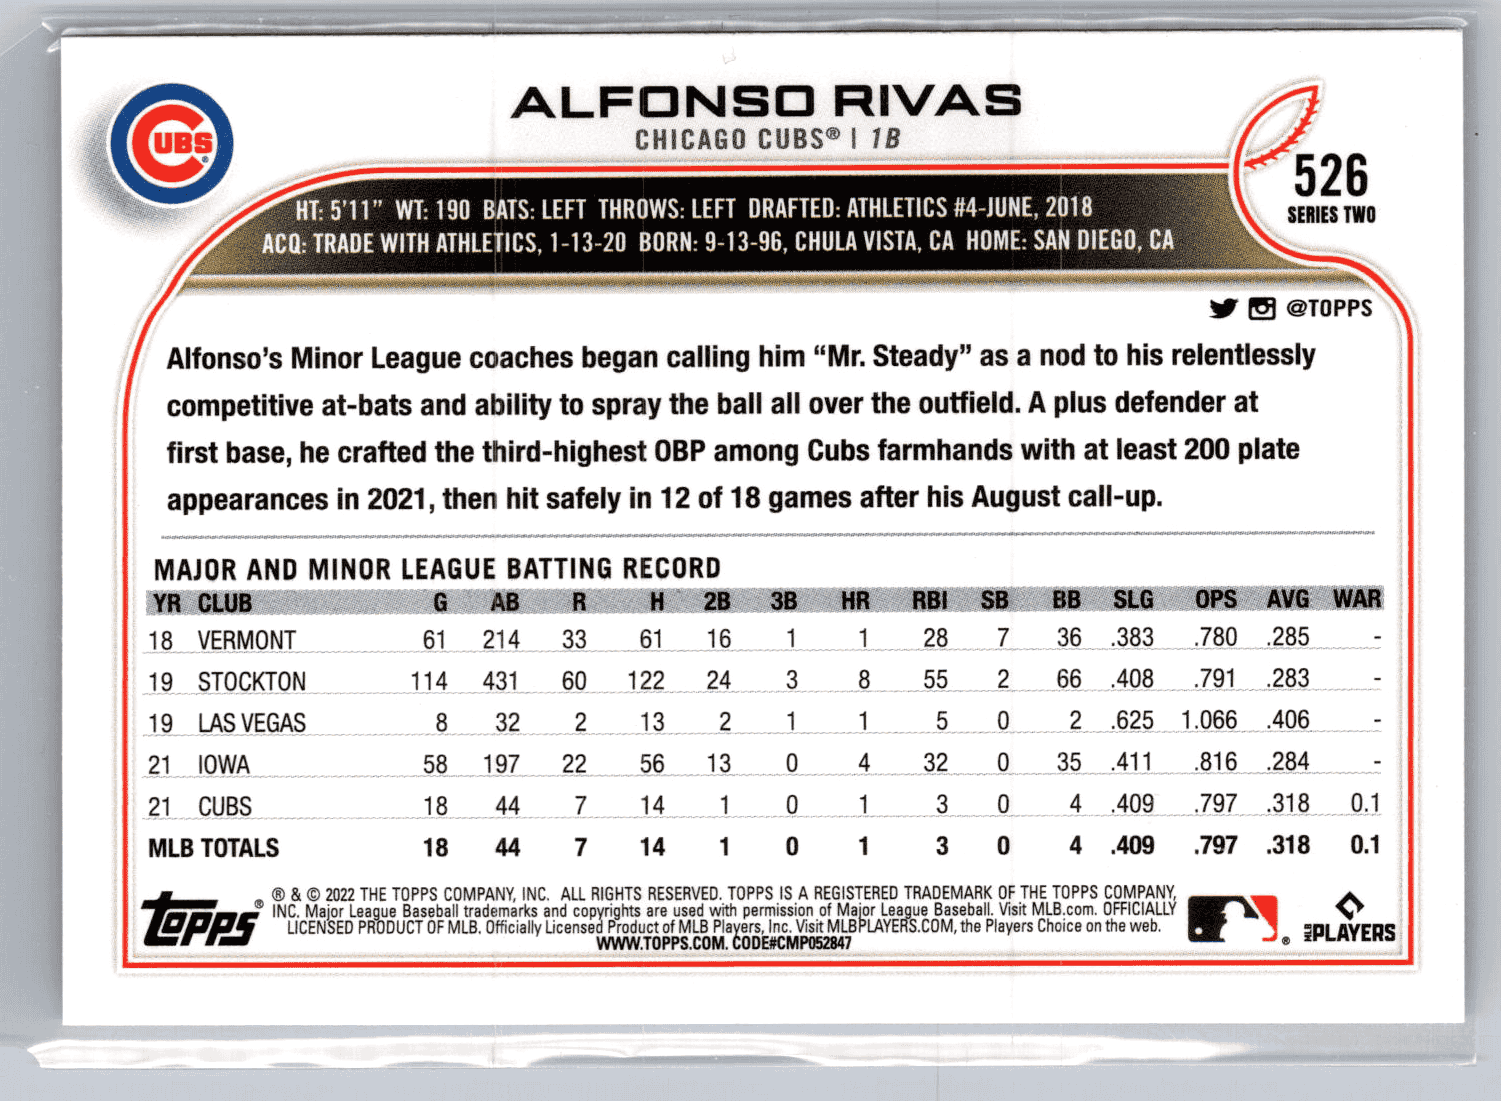 CUBS®
ALFONSO RIVAS
CHICAGO CUBS® | 1B
526
SERIES TWO
HT: 5'11" WT: 190 BATS: LEFT THROWS: LEFT DRAFTED: ATHLETICS #4-JUNE, 2018
ACQ: TRADE WITH ATHLETICS, 1-13-20 BORN: 9-13-96, CHULA VISTA, CA HOME: SAN DIEGO, CA
@TOPPS
Alfonso's Minor League coaches began calling him “Mr. Steady” as a nod to his relentlessly
competitive at-bats and ability to spray the ball all over the outfield. A plus defender at
first base, he crafted the third-highest OBP among Cubs farmhands with at least 200 plate
appearances in 2021, then hit safely in 12 of 18 games after his August call-up.
MAJOR AND MINOR LEAGUE BATTING RECORD
YR CLUB G AB R H 2B 3B HR RBI SB BB SLG OPS AVG WAR
18 VERMONT 61 214 33 61 16 1 1 28 7 36 .383 .780 .285 -
19 STOCKTON 114 431 60 122 24 3 8 55 2 66 .408 .791 .283 -
19 LAS VEGAS 8 32 2 13 2 1 1 5 0 2 .625 1.066 .406 -
21 IOWA 58 197 22 56 13 0 4 32 0 35 .411 .816 .284 -
21 CUBS 18 44 7 14 1 0 1 3 0 4 .409 .797 .318 0.1
MLB TOTALS 18 44 7 14 1 0 1 3 0 4 .409 .797 .318 0.1
TOPPS®
® & © 2022 THE TOPPS COMPANY, INC. ALL RIGHTS RESERVED. TOPPS IS A REGISTERED TRADEMARK OF THE TOPPS COMPANY,
INC. Major League Baseball trademarks and copyrights are used with permission of Major League Baseball. Visit MLB.com. OFFICIALLY
LICENSED PRODUCT OF MLB. Officially Licensed Product of MLB Players, Inc. Visit MLBPLAYERS.COM, the Players Choice on the web.
WWW.TOPPS.COM. CODE#CMP052847
®
MLB PLAYERS